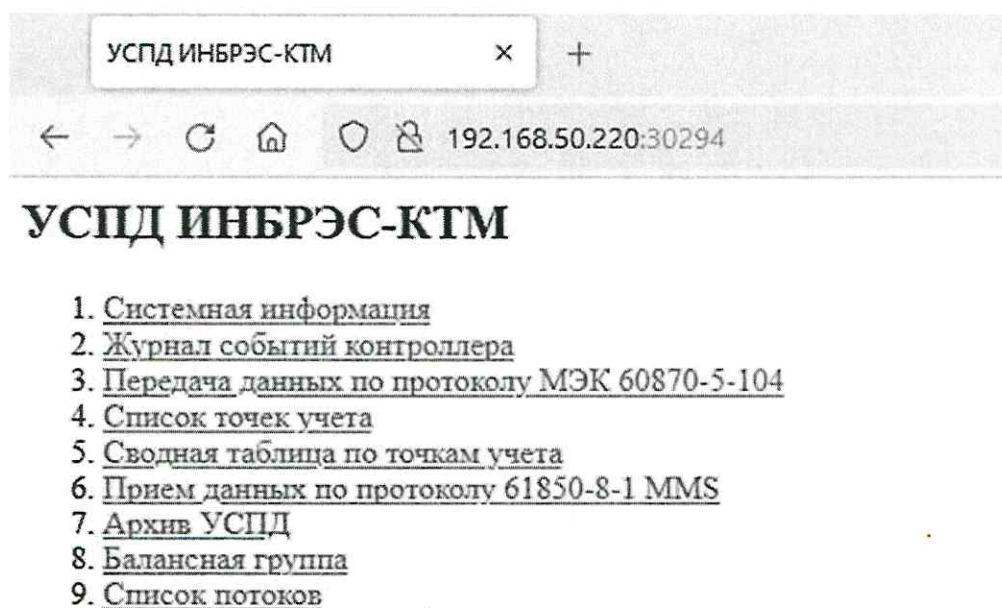 УСПД ИНБРЭС-КТМ × +
192.168.50.220:30294
УСПД ИНБРЭС-КТМ
1. Системная информация
2. Журнал событий контроллера
3. Передача данных по протоколу МЭК 60870-5-104
4. Список точек учета
5. Сводная таблица по точкам учета
6. Прием данных по протоколу 61850-8-1 MMS
7. Архив УСПД
8. Балансная группа
9. Список потоков